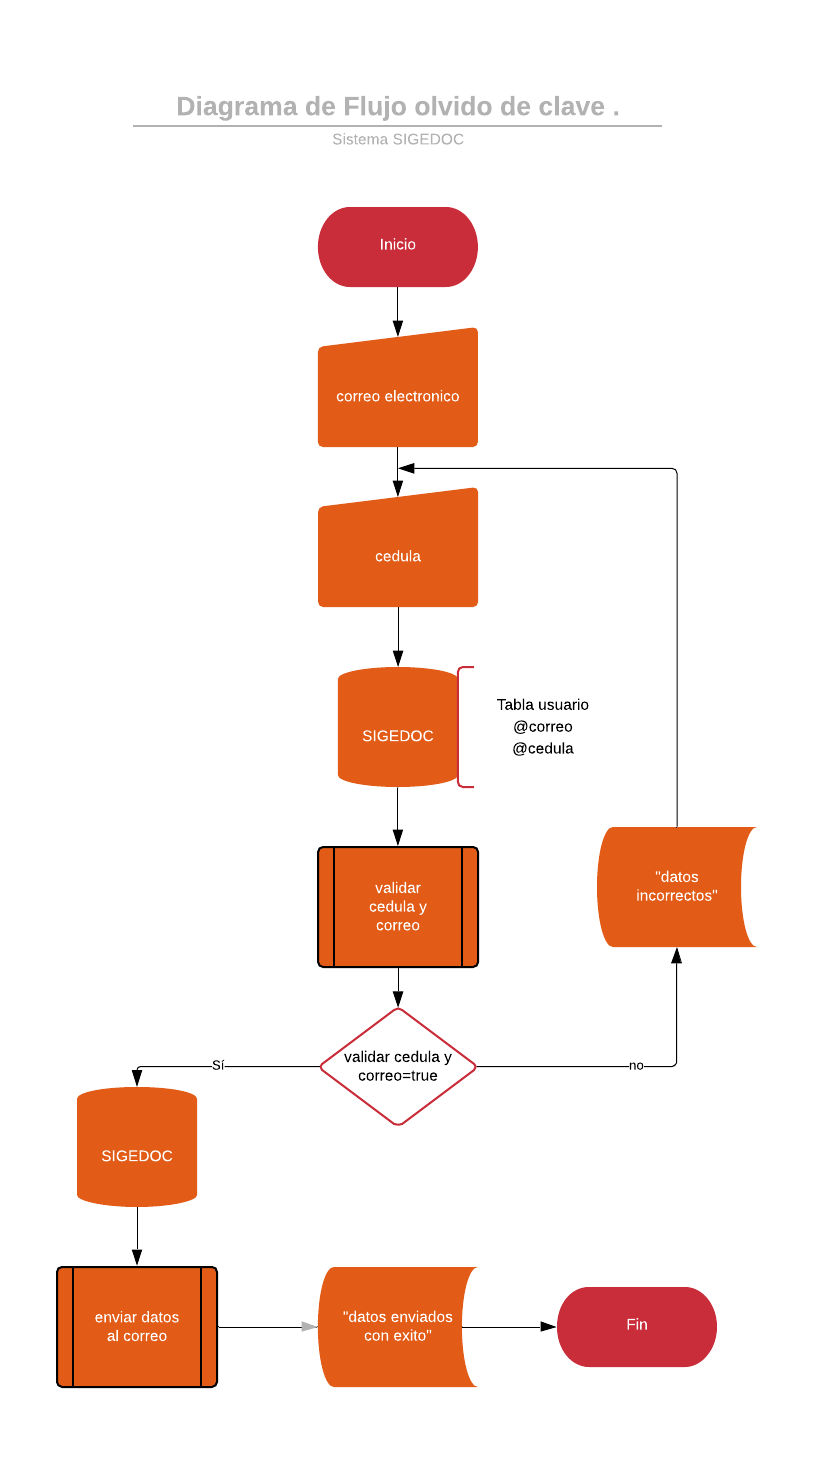 Diagrama de Flujo olvido de clave .
Sistema SIGEDOC
Inicio
correo electronico
cedula
SIGEDOC
Tabla usuario
@correo
@cedula
validar
cedula y
correo
"datos
incorrectos"
validar cedula y
correo=true
Sí
no
SIGEDOC
enviar datos
al correo
"datos enviados
con exito"
Fin